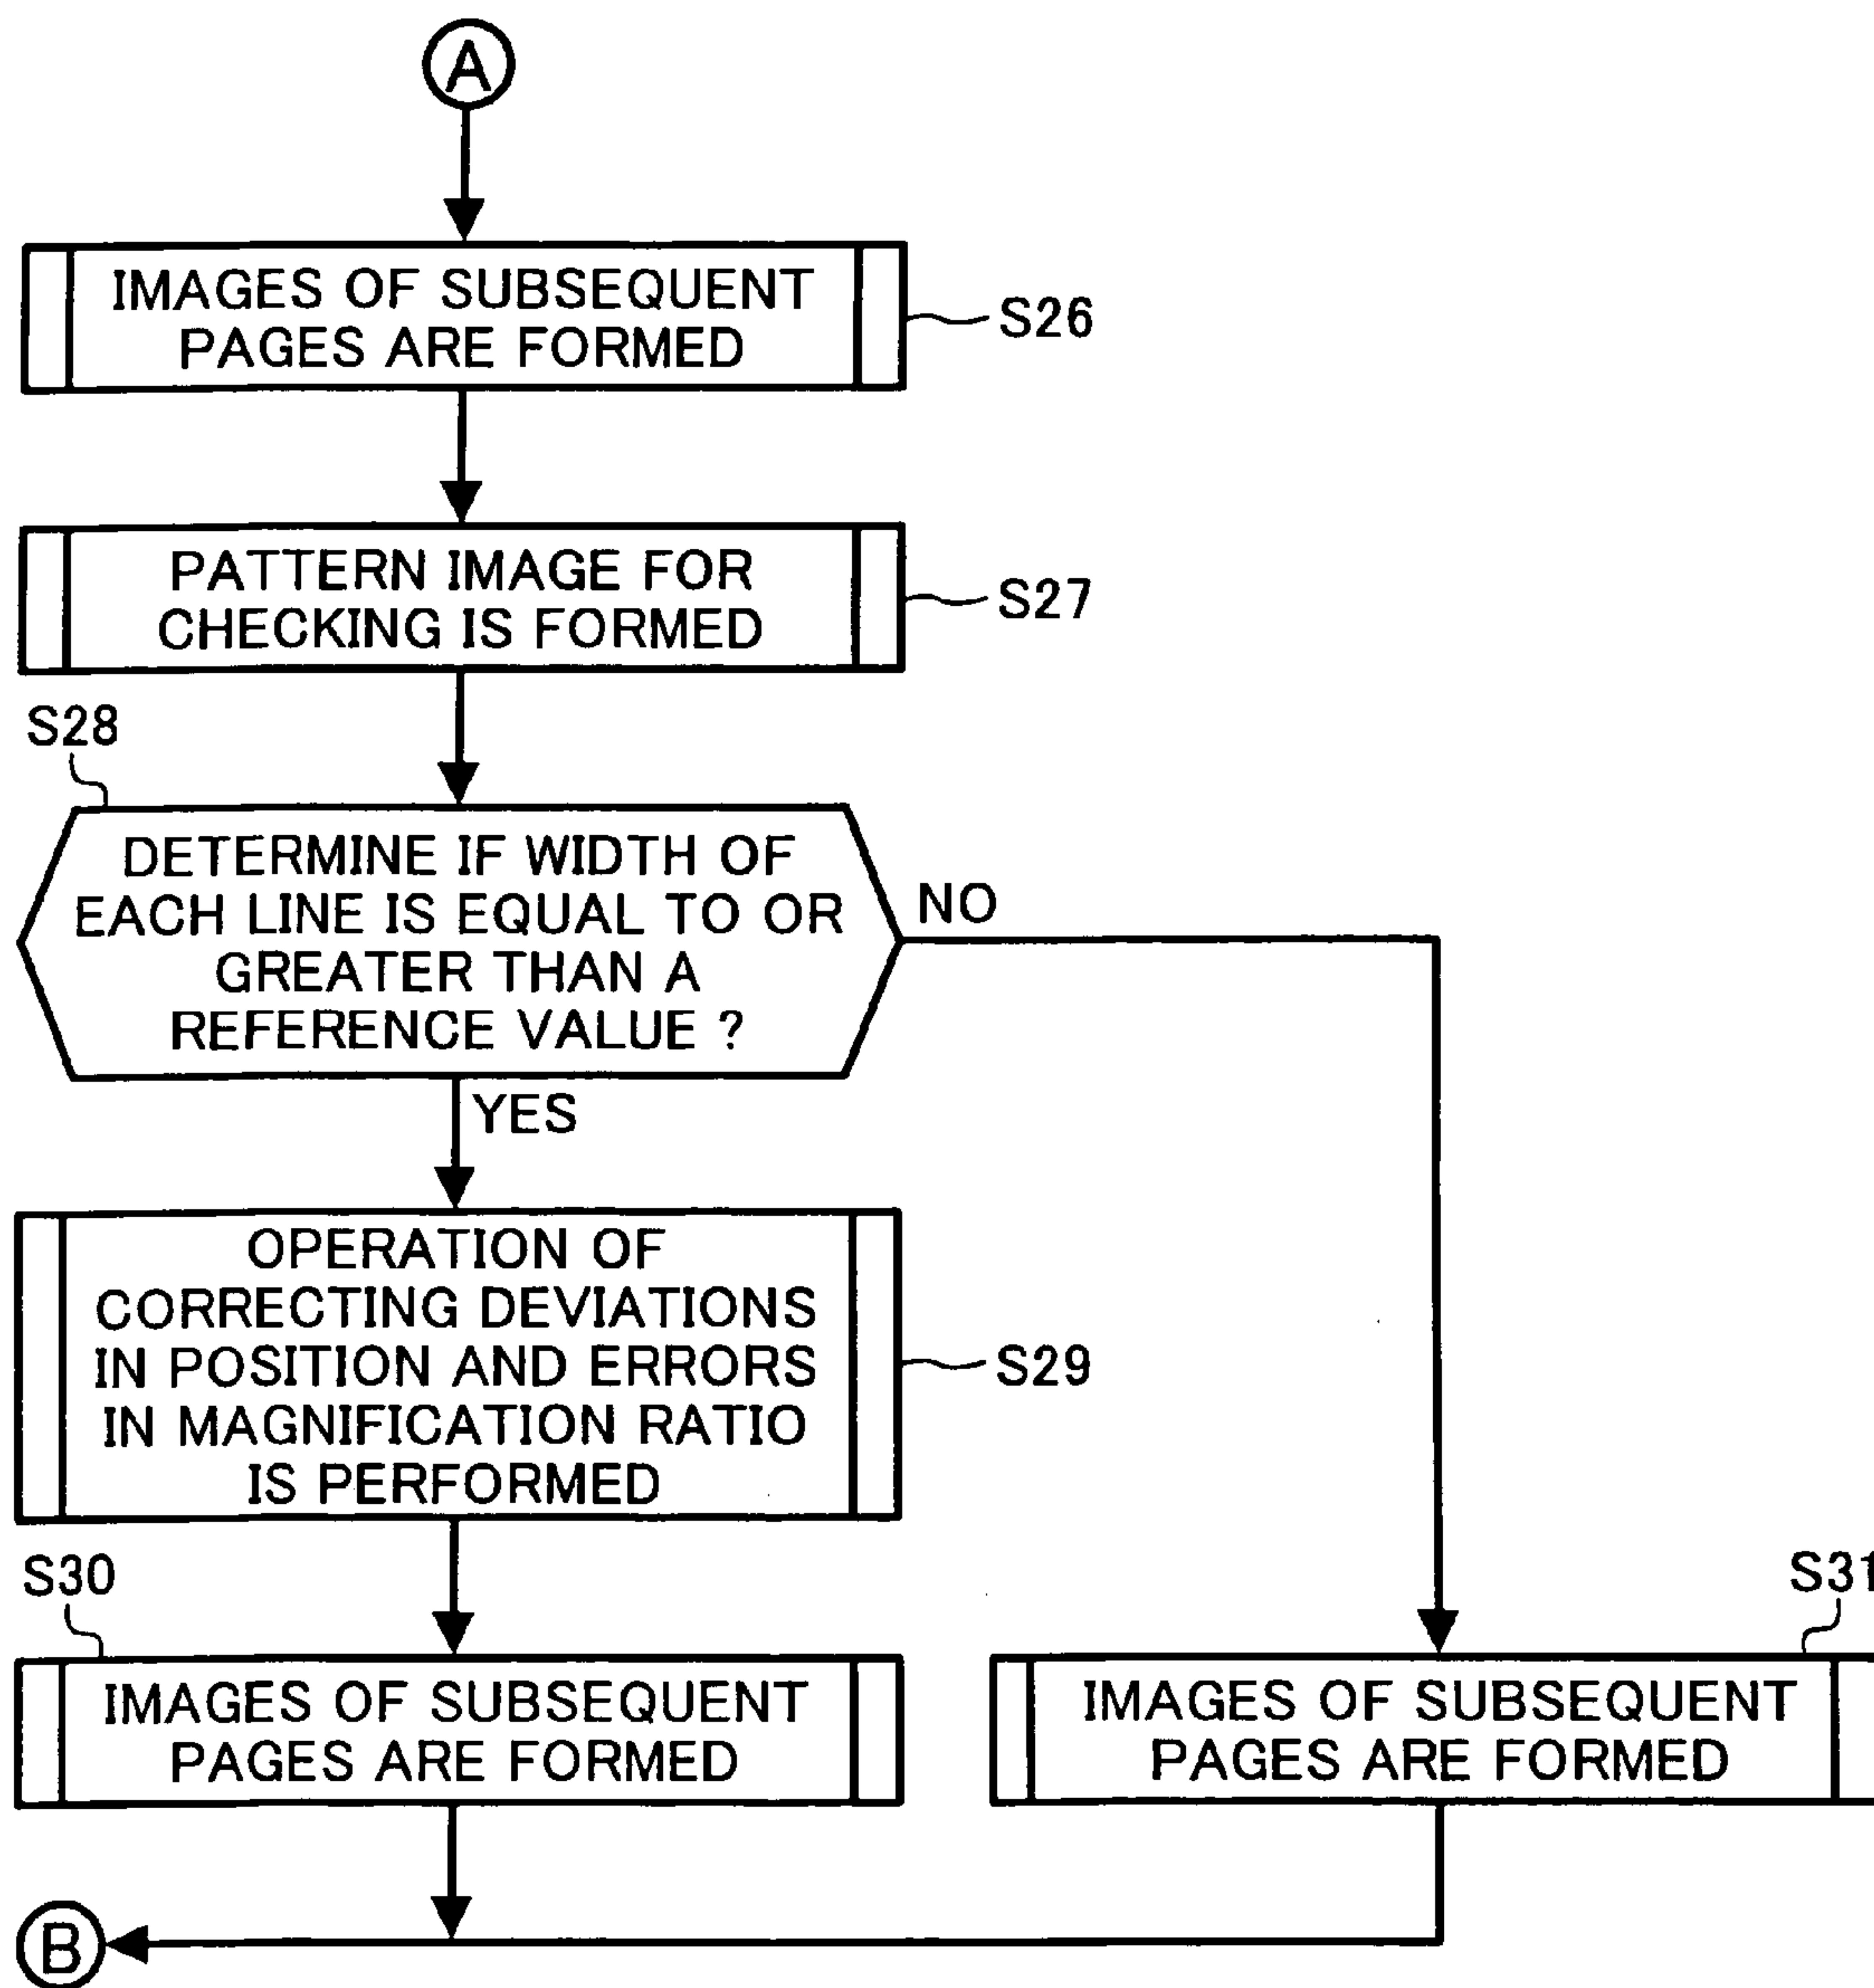 A
IMAGES OF SUBSEQUENT
PAGES ARE FORMED
S26
PATTERN IMAGE FOR
CHECKING IS FORMED
S27
S28
DETERMINE IF WIDTH OF
EACH LINE IS EQUAL TO OR
GREATER THAN A
REFERENCE VALUE ?
NO
YES
OPERATION OF
CORRECTING DEVIATIONS
IN POSITION AND ERRORS
IN MAGNIFICATION RATIO
IS PERFORMED
S29
S30
IMAGES OF SUBSEQUENT
PAGES ARE FORMED
S31
IMAGES OF SUBSEQUENT
PAGES ARE FORMED
B